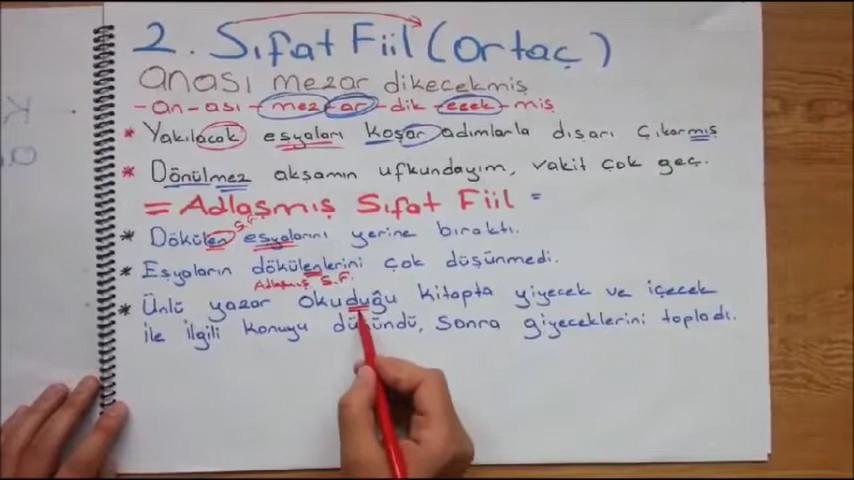 2. Sıfat Fiil (Ortaç)
anası mezar dikecekmiş
-an-ası-mez-ar-dik-ecek-miş
* Yakılacak eşyaları koşar adımlarla dışarı çıkarmış
* Dönülmez akşamın ufkundayım, vakit çok geç.
= Adlaşmış Sıfat Fiil =
S.F.
* Dökülen eşyalarını yerine bıraktı.
* Eşyaların dökülenlerini çok düşünmedi.
Adlaşmış S.F.
* Ünlü yazar okuduğu kitapta yiyecek ve içecek
ile ilgili konuyu düşündü, sonra giyeceklerini topladı.